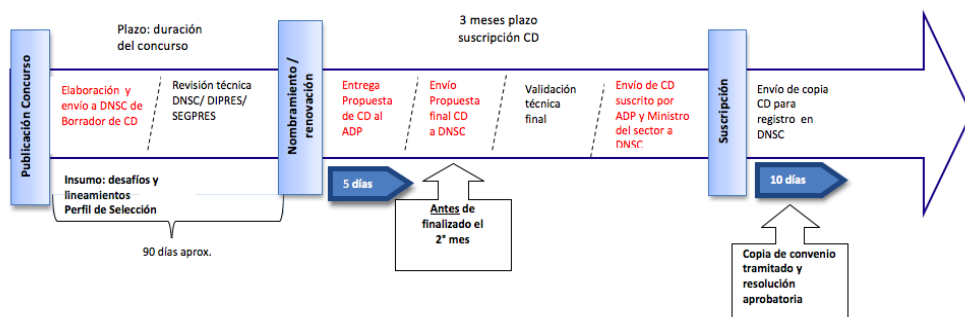 Plazo: duración
del concurso
3 meses plazo
suscripción CD
Publicación Concurso
Elaboración y
envío a DNSC de
Borrador de CD
Revisión técnica
DNSC/ DIPRES/
SEGPRES
Nombramiento /
renovación
Entrega
Propuesta
de CD al
ADP
Envío
Propuesta
final CD
a DNSC
Validación
técnica
final
Envío de CD
suscrito por
ADP y Ministro
del sector a
DNSC
Suscripción
Envío de copia
CD para
registro en
DNSC
Insumo: desafíos y
lineamientos
Perfil de Selección
90 días aprox.
5 días
Antes de
finalizado el
2° mes
10 días
Copia de convenio
tramitado y
resolución
aprobatoria